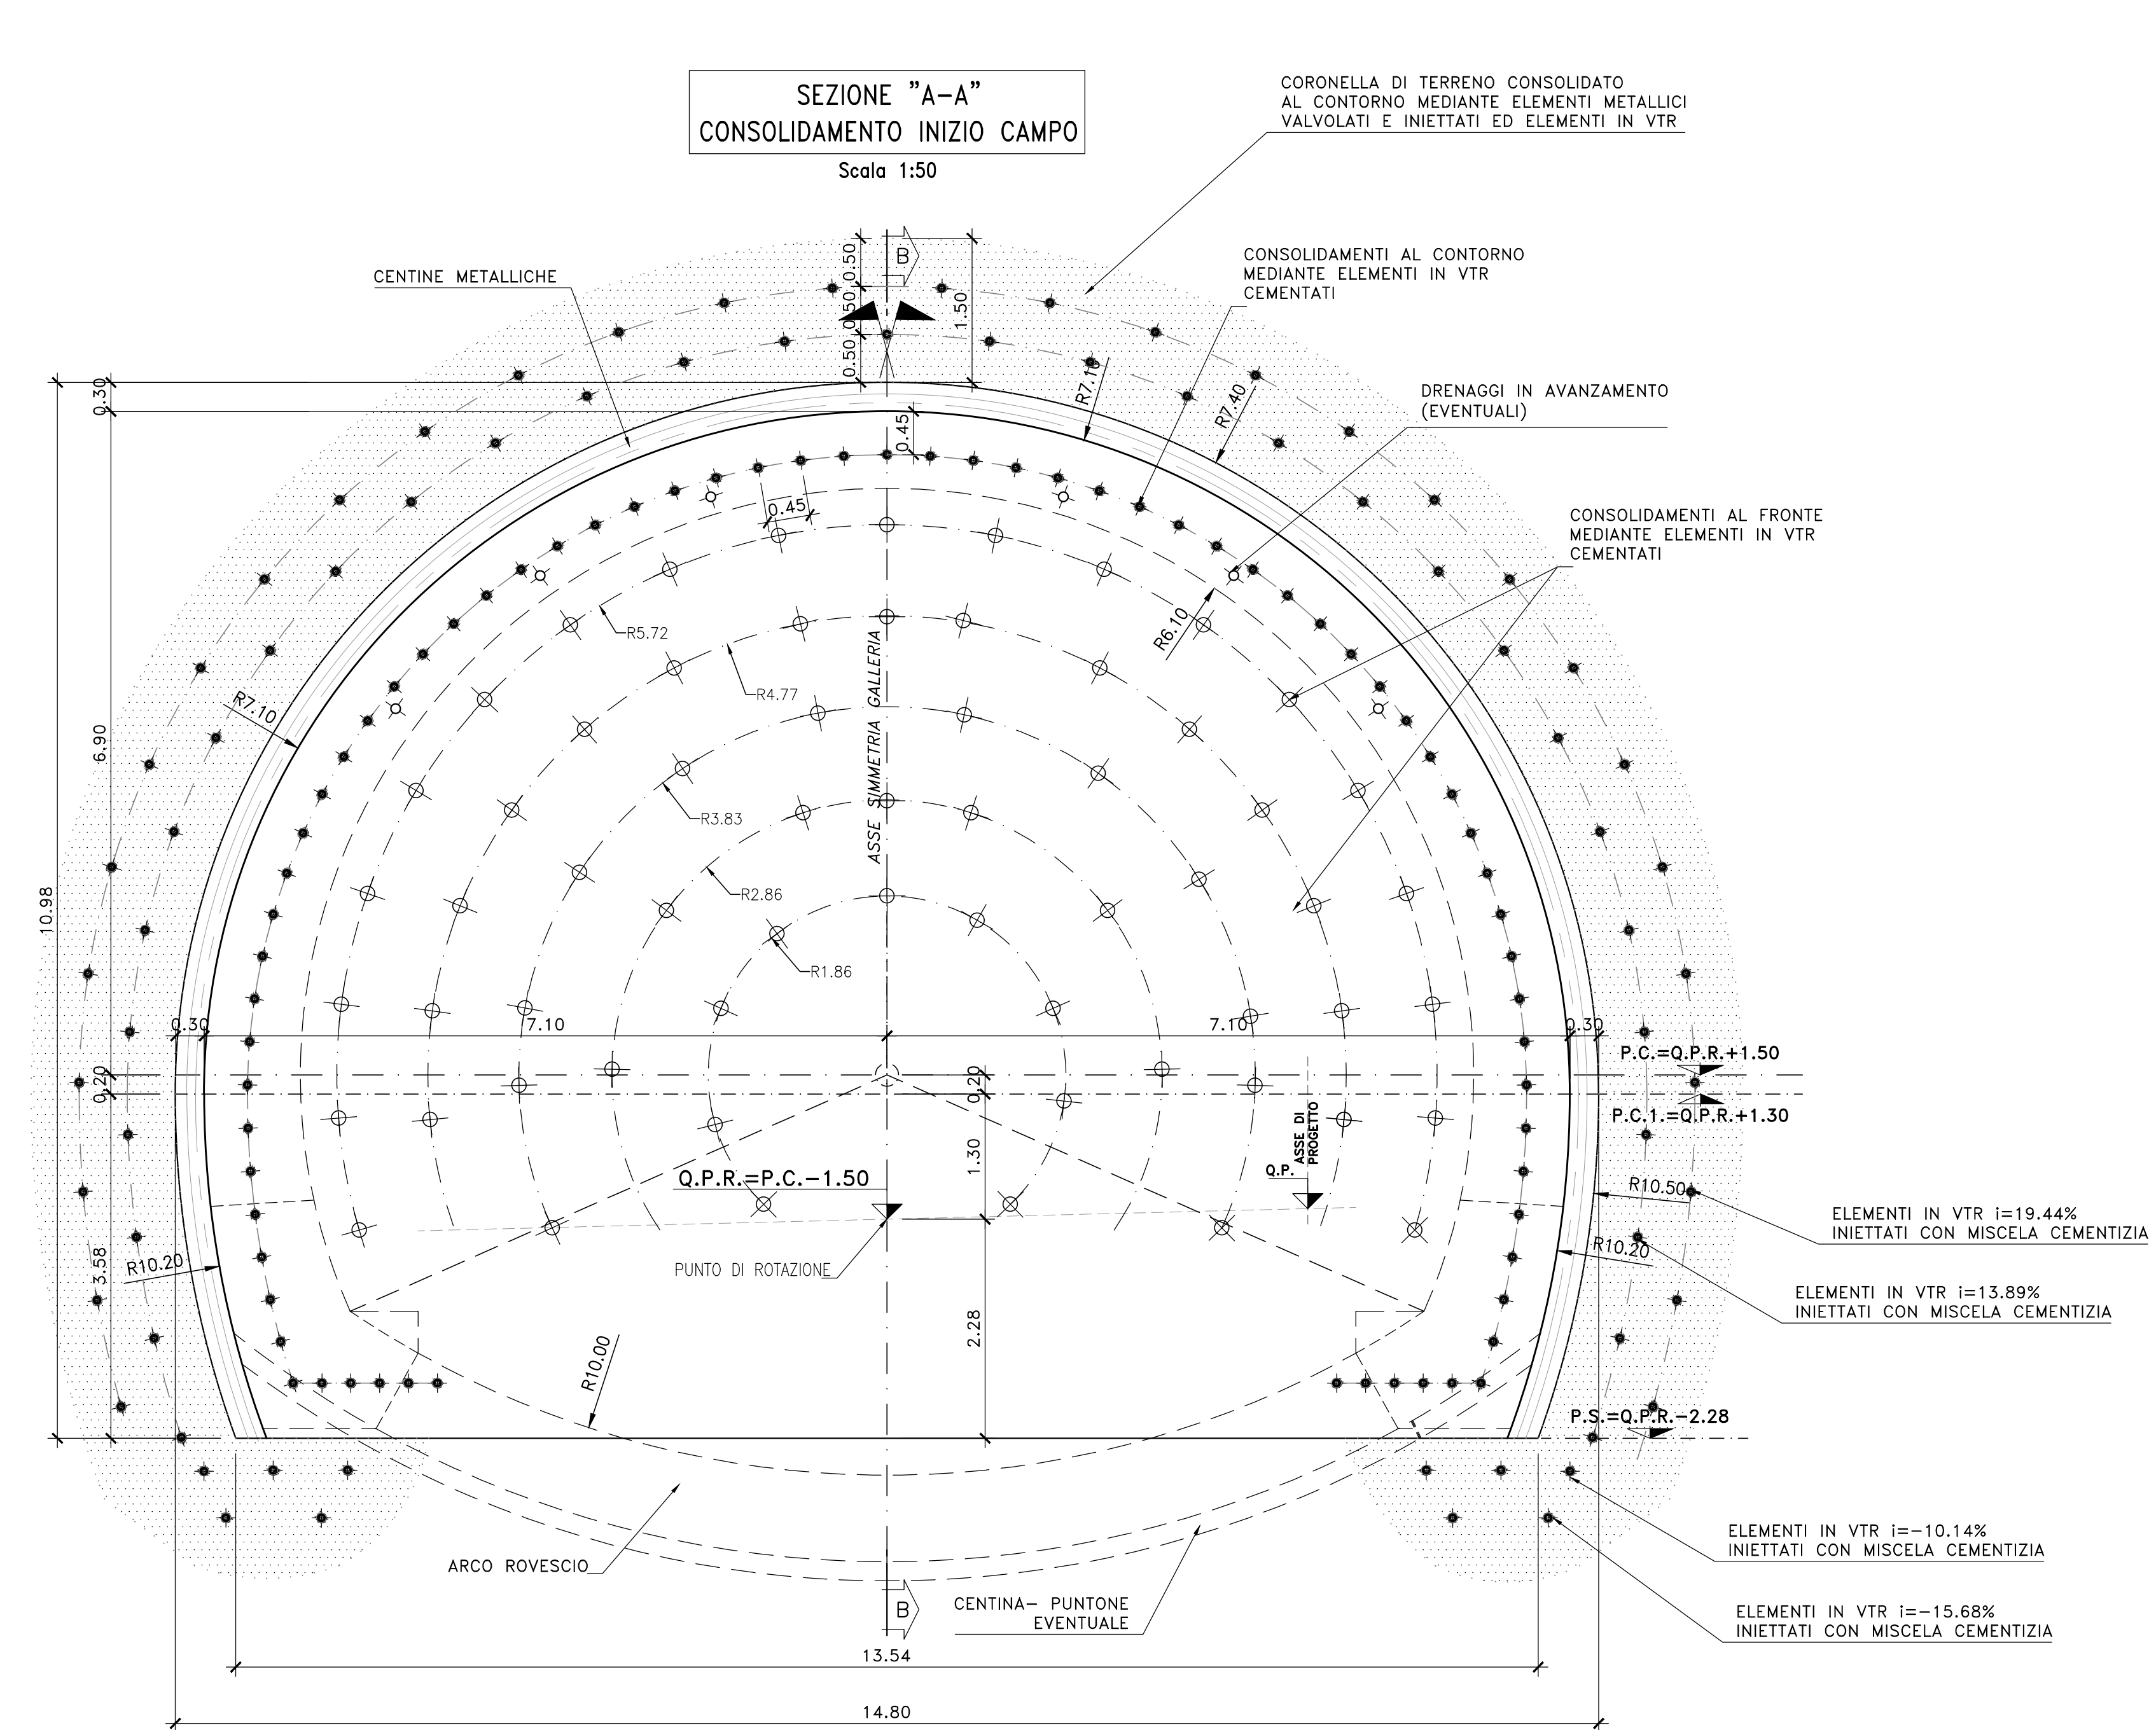 SEZIONE "A-A"
CONSOLIDAMENTO INIZIO CAMPO
Scala 1:50
CORONELLA DI TERRENO CONSOLIDATO
AL CONTORNO MEDIANTE ELEMENTI METALLICI
VALVOLATI E INIETTATI ED ELEMENTI IN VTR
CENTINE METALLICHE
CONSOLIDAMENTI AL CONTORNO
MEDIANTE ELEMENTI IN VTR
CEMENTATI
DRENAGGI IN AVANZAMENTO
(EVENTUALI)
CONSOLIDAMENTI AL FRONTE
MEDIANTE ELEMENTI IN VTR
CEMENTATI
B
0.50
0.50
0.50
1.50
0.30
0.45
0.45
R7.10
R7.40
R5.72
R6.10
R4.77
R7.10
R3.83
R2.86
R1.86
ASSE SIMMETRIA GALLERIA
6.90
10.98
0.30
7.10
7.10
0.30
0.20
0.20
P.C.=Q.P.R.+1.50
P.C.1.=Q.P.R.+1.30
1.30
ASSE DI
PROGETTO
Q.P.
Q.P.R.=P.C.-1.50
PUNTO DI ROTAZIONE
R10.50
R10.20
R10.20
3.58
2.28
R10.00
ELEMENTI IN VTR i=19.44%
INIETTATI CON MISCELA CEMENTIZIA
ELEMENTI IN VTR i=13.89%
INIETTATI CON MISCELA CEMENTIZIA
P.S.=Q.P.R.-2.28
ELEMENTI IN VTR i=-10.14%
INIETTATI CON MISCELA CEMENTIZIA
ARCO ROVESCIO
B
CENTINA- PUNTONE
EVENTUALE
ELEMENTI IN VTR i=-15.68%
INIETTATI CON MISCELA CEMENTIZIA
13.54
14.80